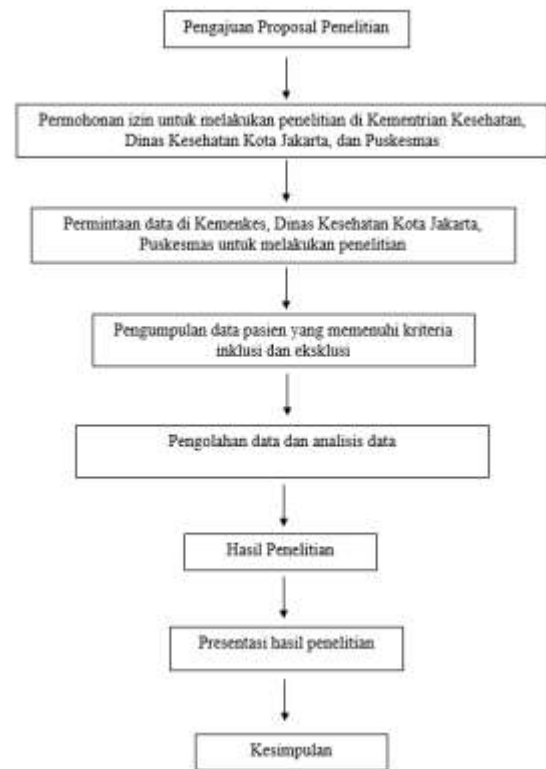 Pengajuan Proposal Penelitian
Permohonan izin untuk melakukan penelitian di Kementrian Kesehatan,
Dinas Kesehatan Kota Jakarta, dan Puskesmas
Permintaan data di Kemenkes, Dinas Kesehatan Kota Jakarta,
Puskesmas untuk melakukan penelitian
Pengumpulan data pasien yang memenuhi kriteria
inklusi dan eksklusi
Pengolahan data dan analisis data
Hasil Penelitian
Presentasi hasil penelitian
Kesimpulan